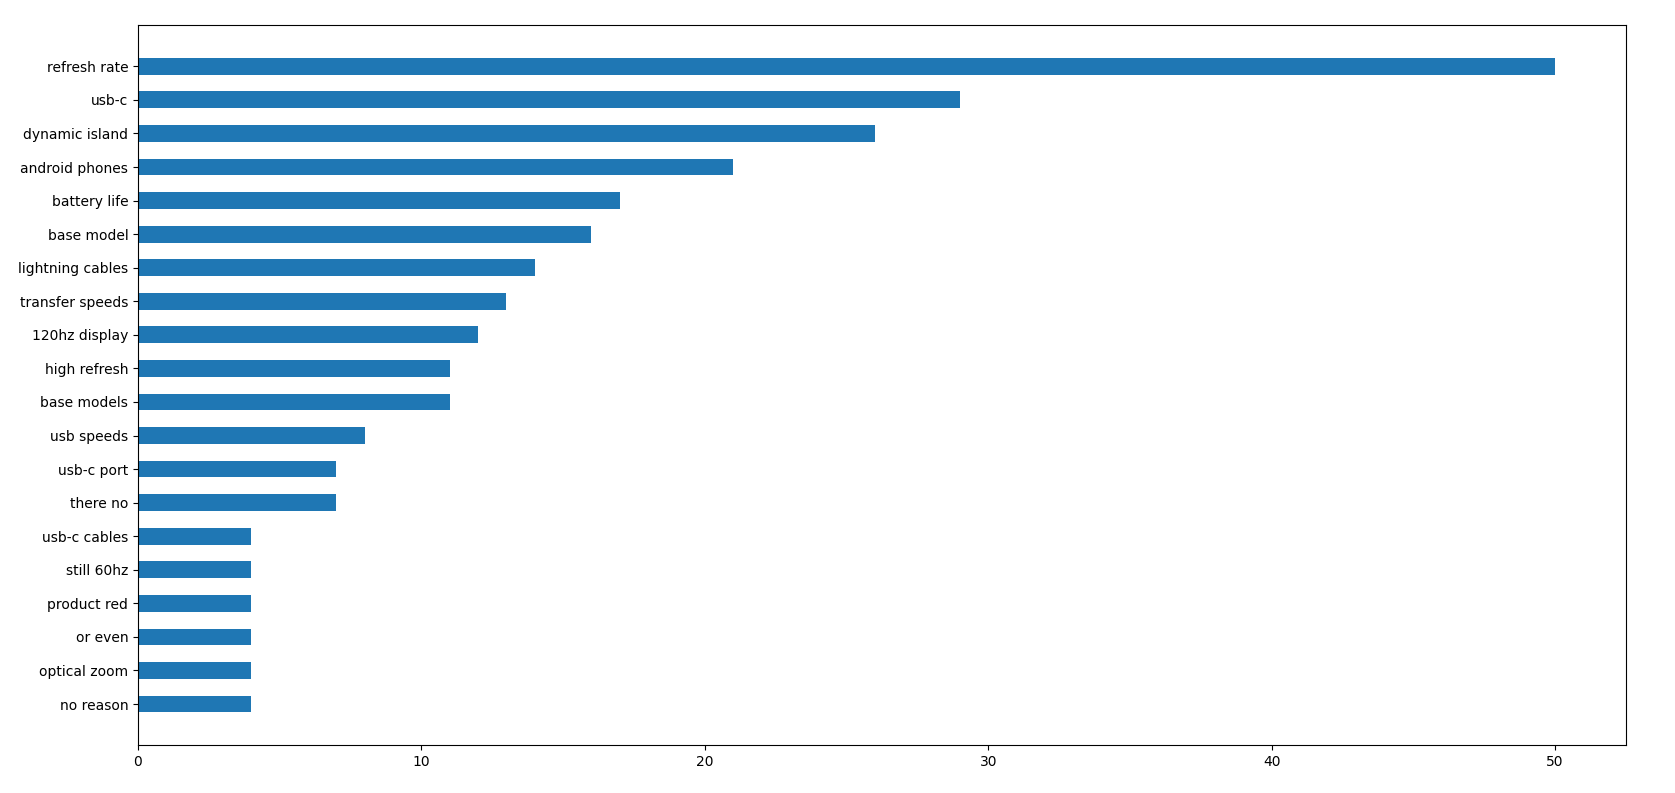 refresh rate
usb-c
dynamic island
android phones
battery life
base model
lightning cables
transfer speeds
120hz display
high refresh
base models
usb speeds
usb-c port
there no
usb-c cables
still 60hz
product red
or even
optical zoom
no reason
0 10 20 30 40 50